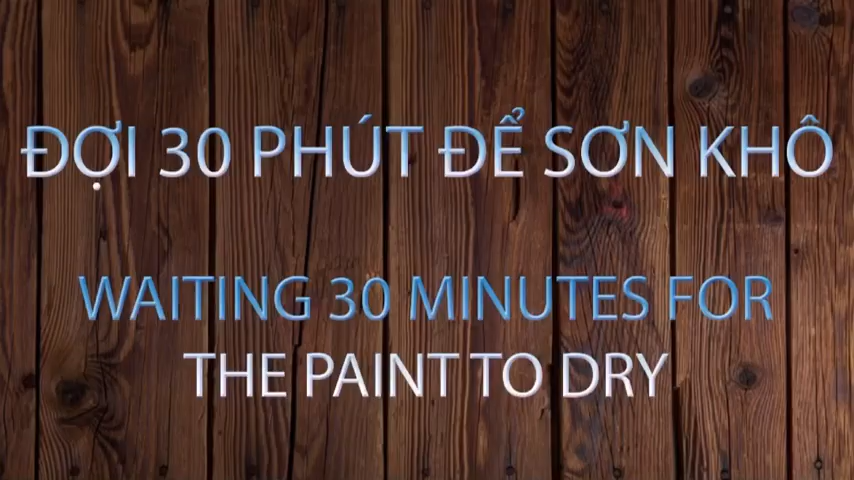 ĐỢI 30 PHÚT ĐỂ SƠN KHÔ
WAITING 30 MINUTES FOR
THE PAINT TO DRY